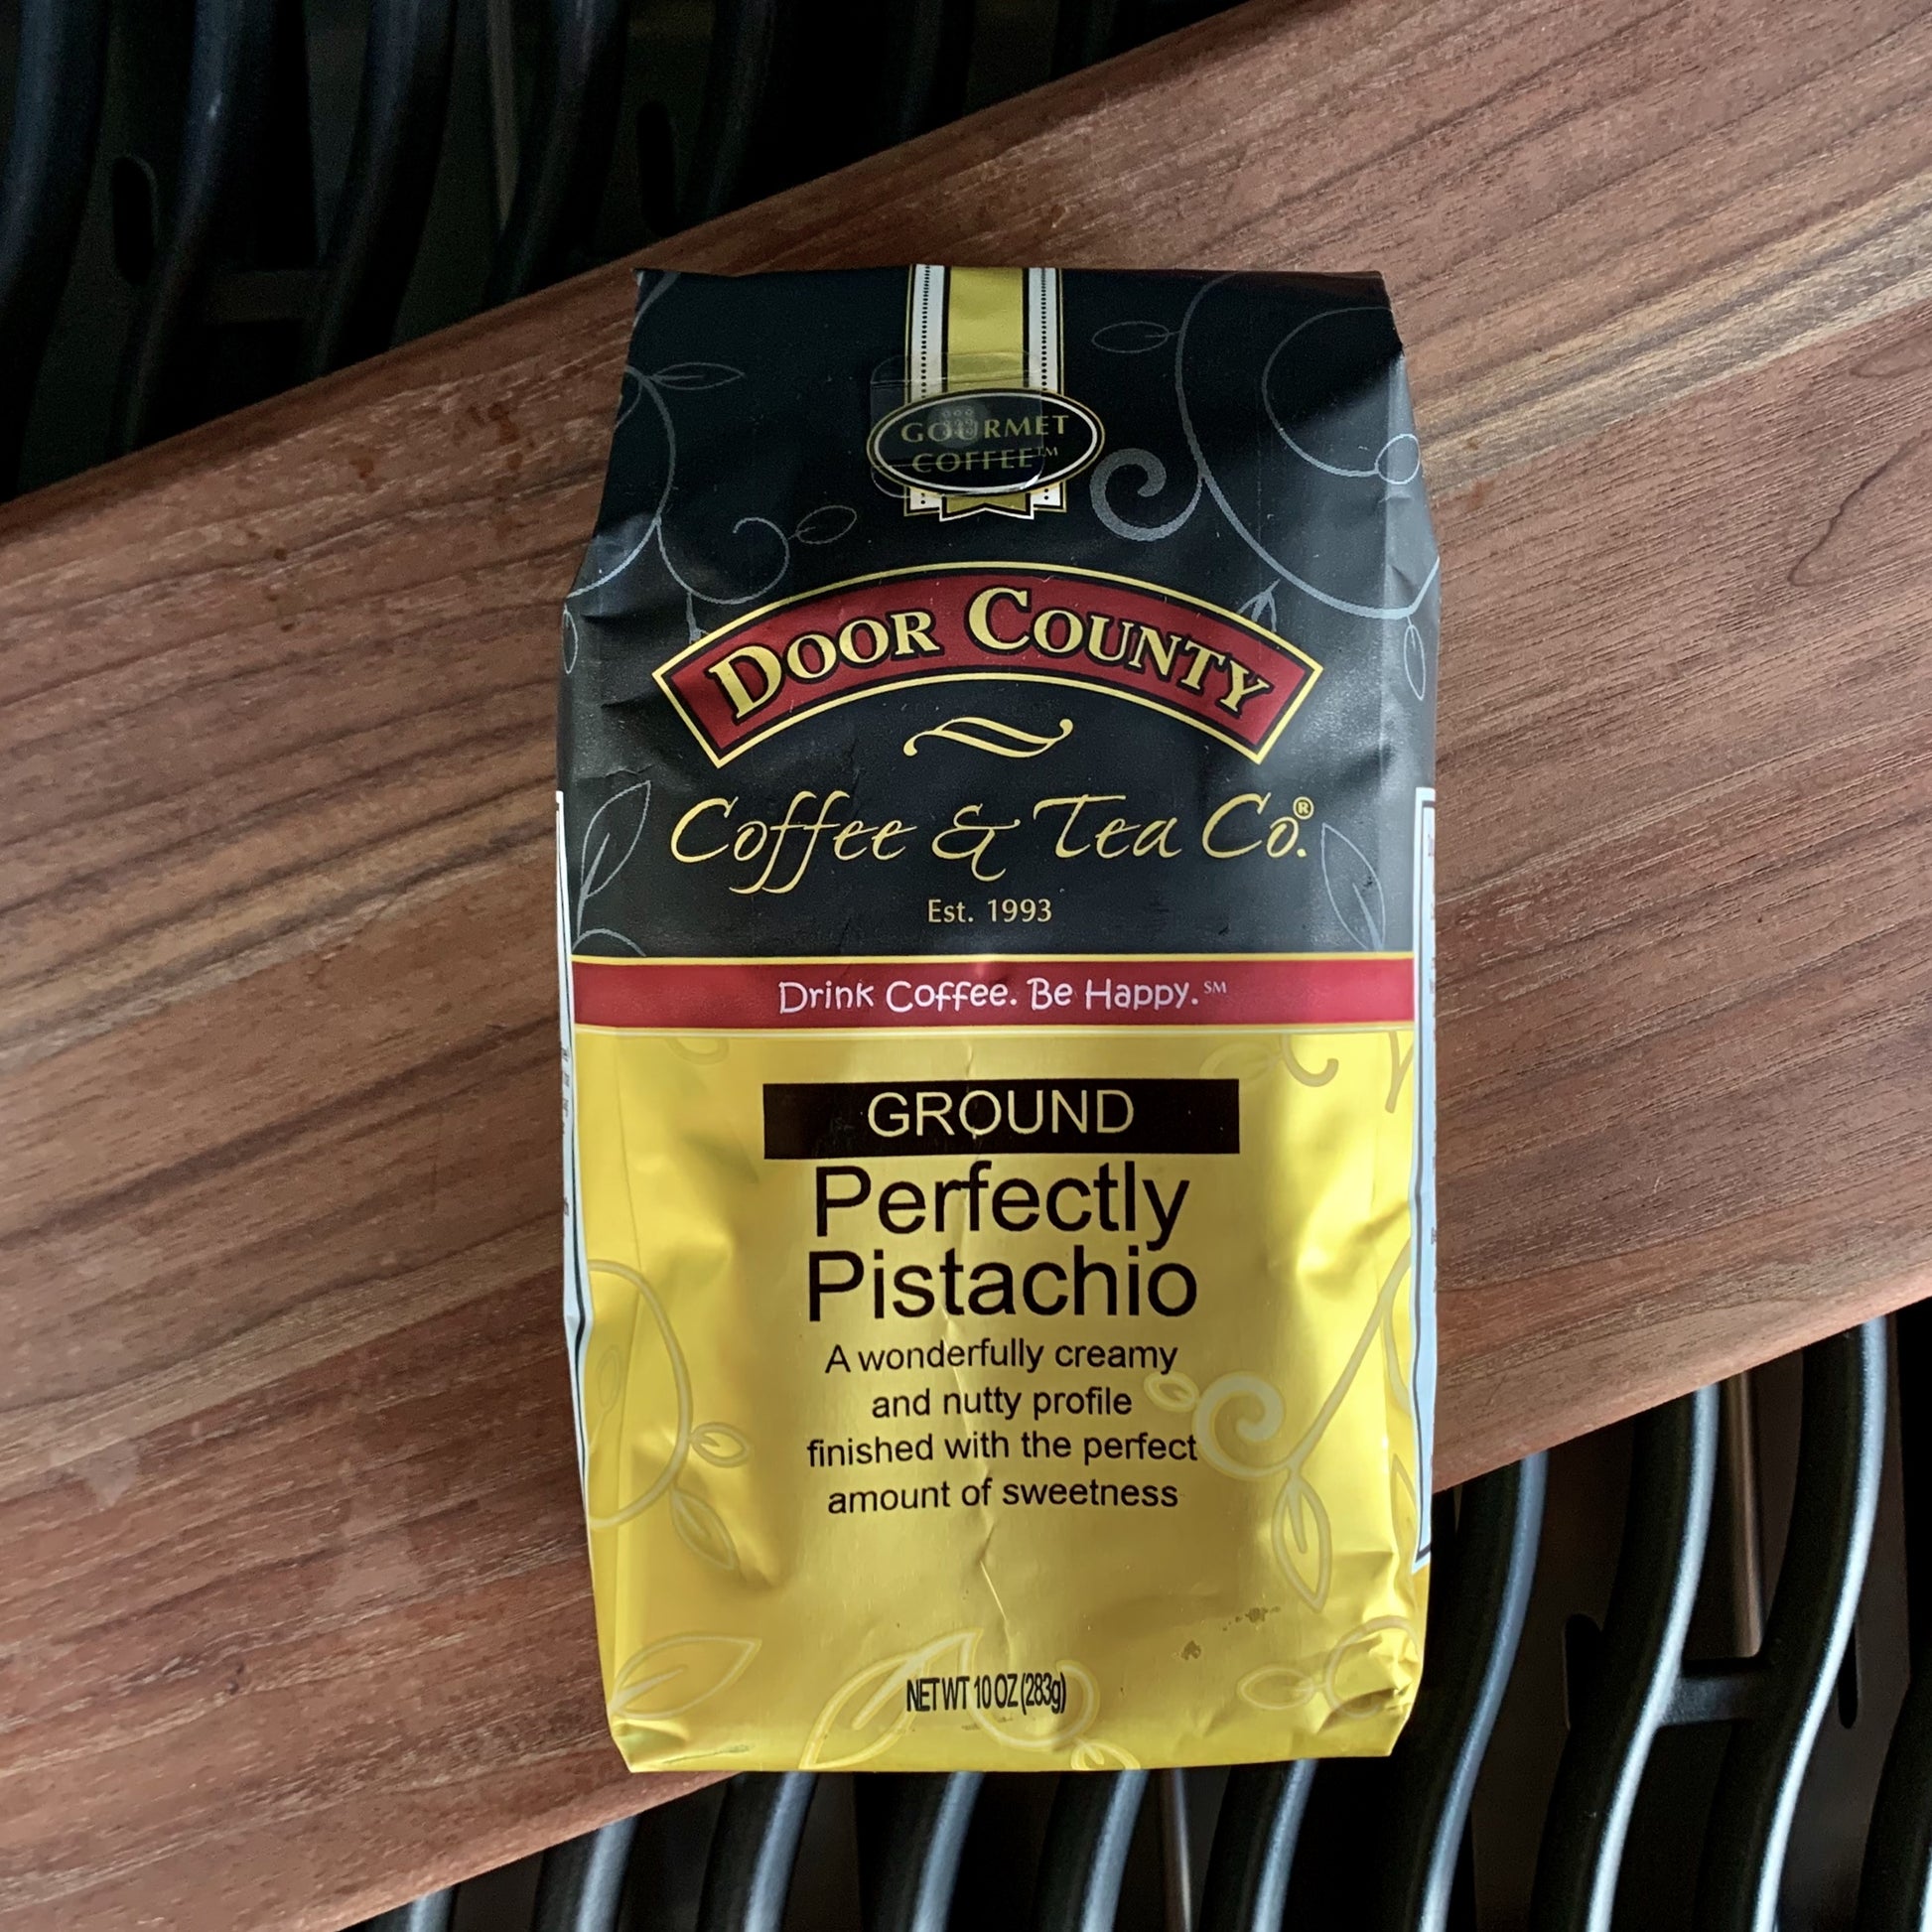 GOURMET
COFFEE™
DOOR COUNTY
Coffee & Tea Co.®
Est. 1993
Drink Coffee. Be Happy.℠
GROUND
Perfectly
Pistachio
A wonderfully creamy
and nutty profile
finished with the perfect
amount of sweetness
NET WT 10 OZ (283g)